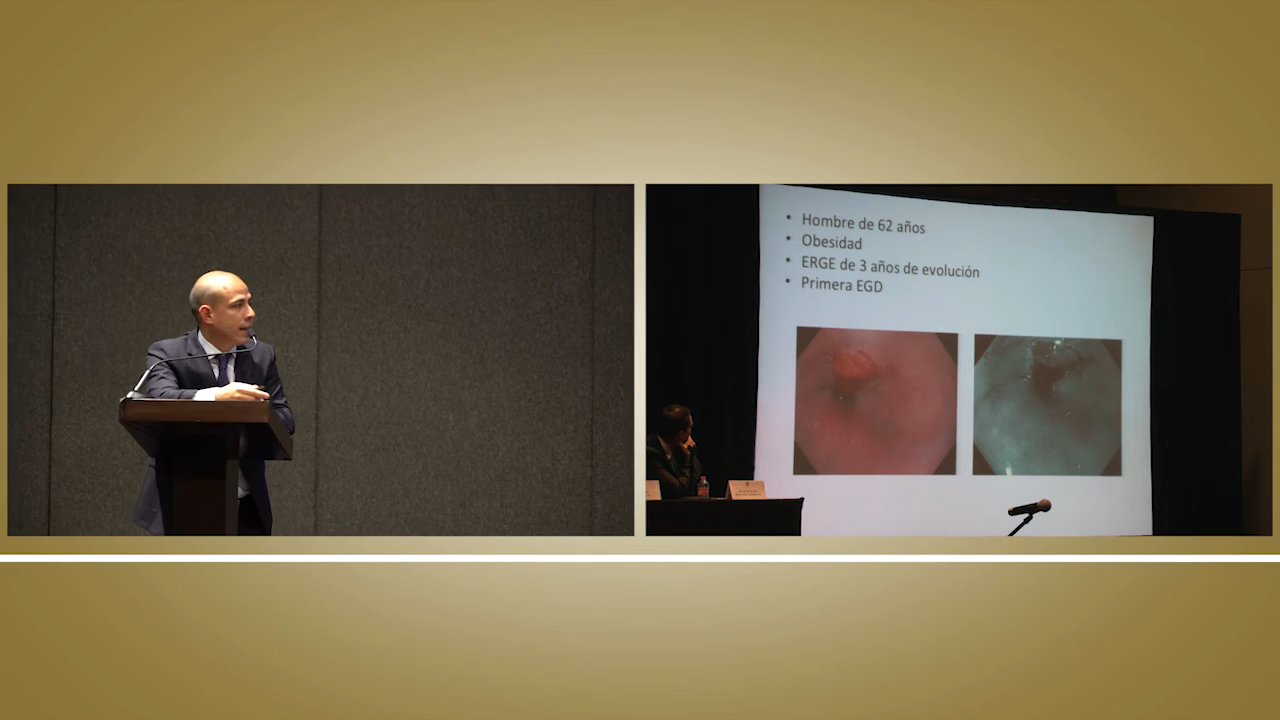 Hombre de 62 años
Obesidad
ERGE de 3 años de evolución
Primera EGD